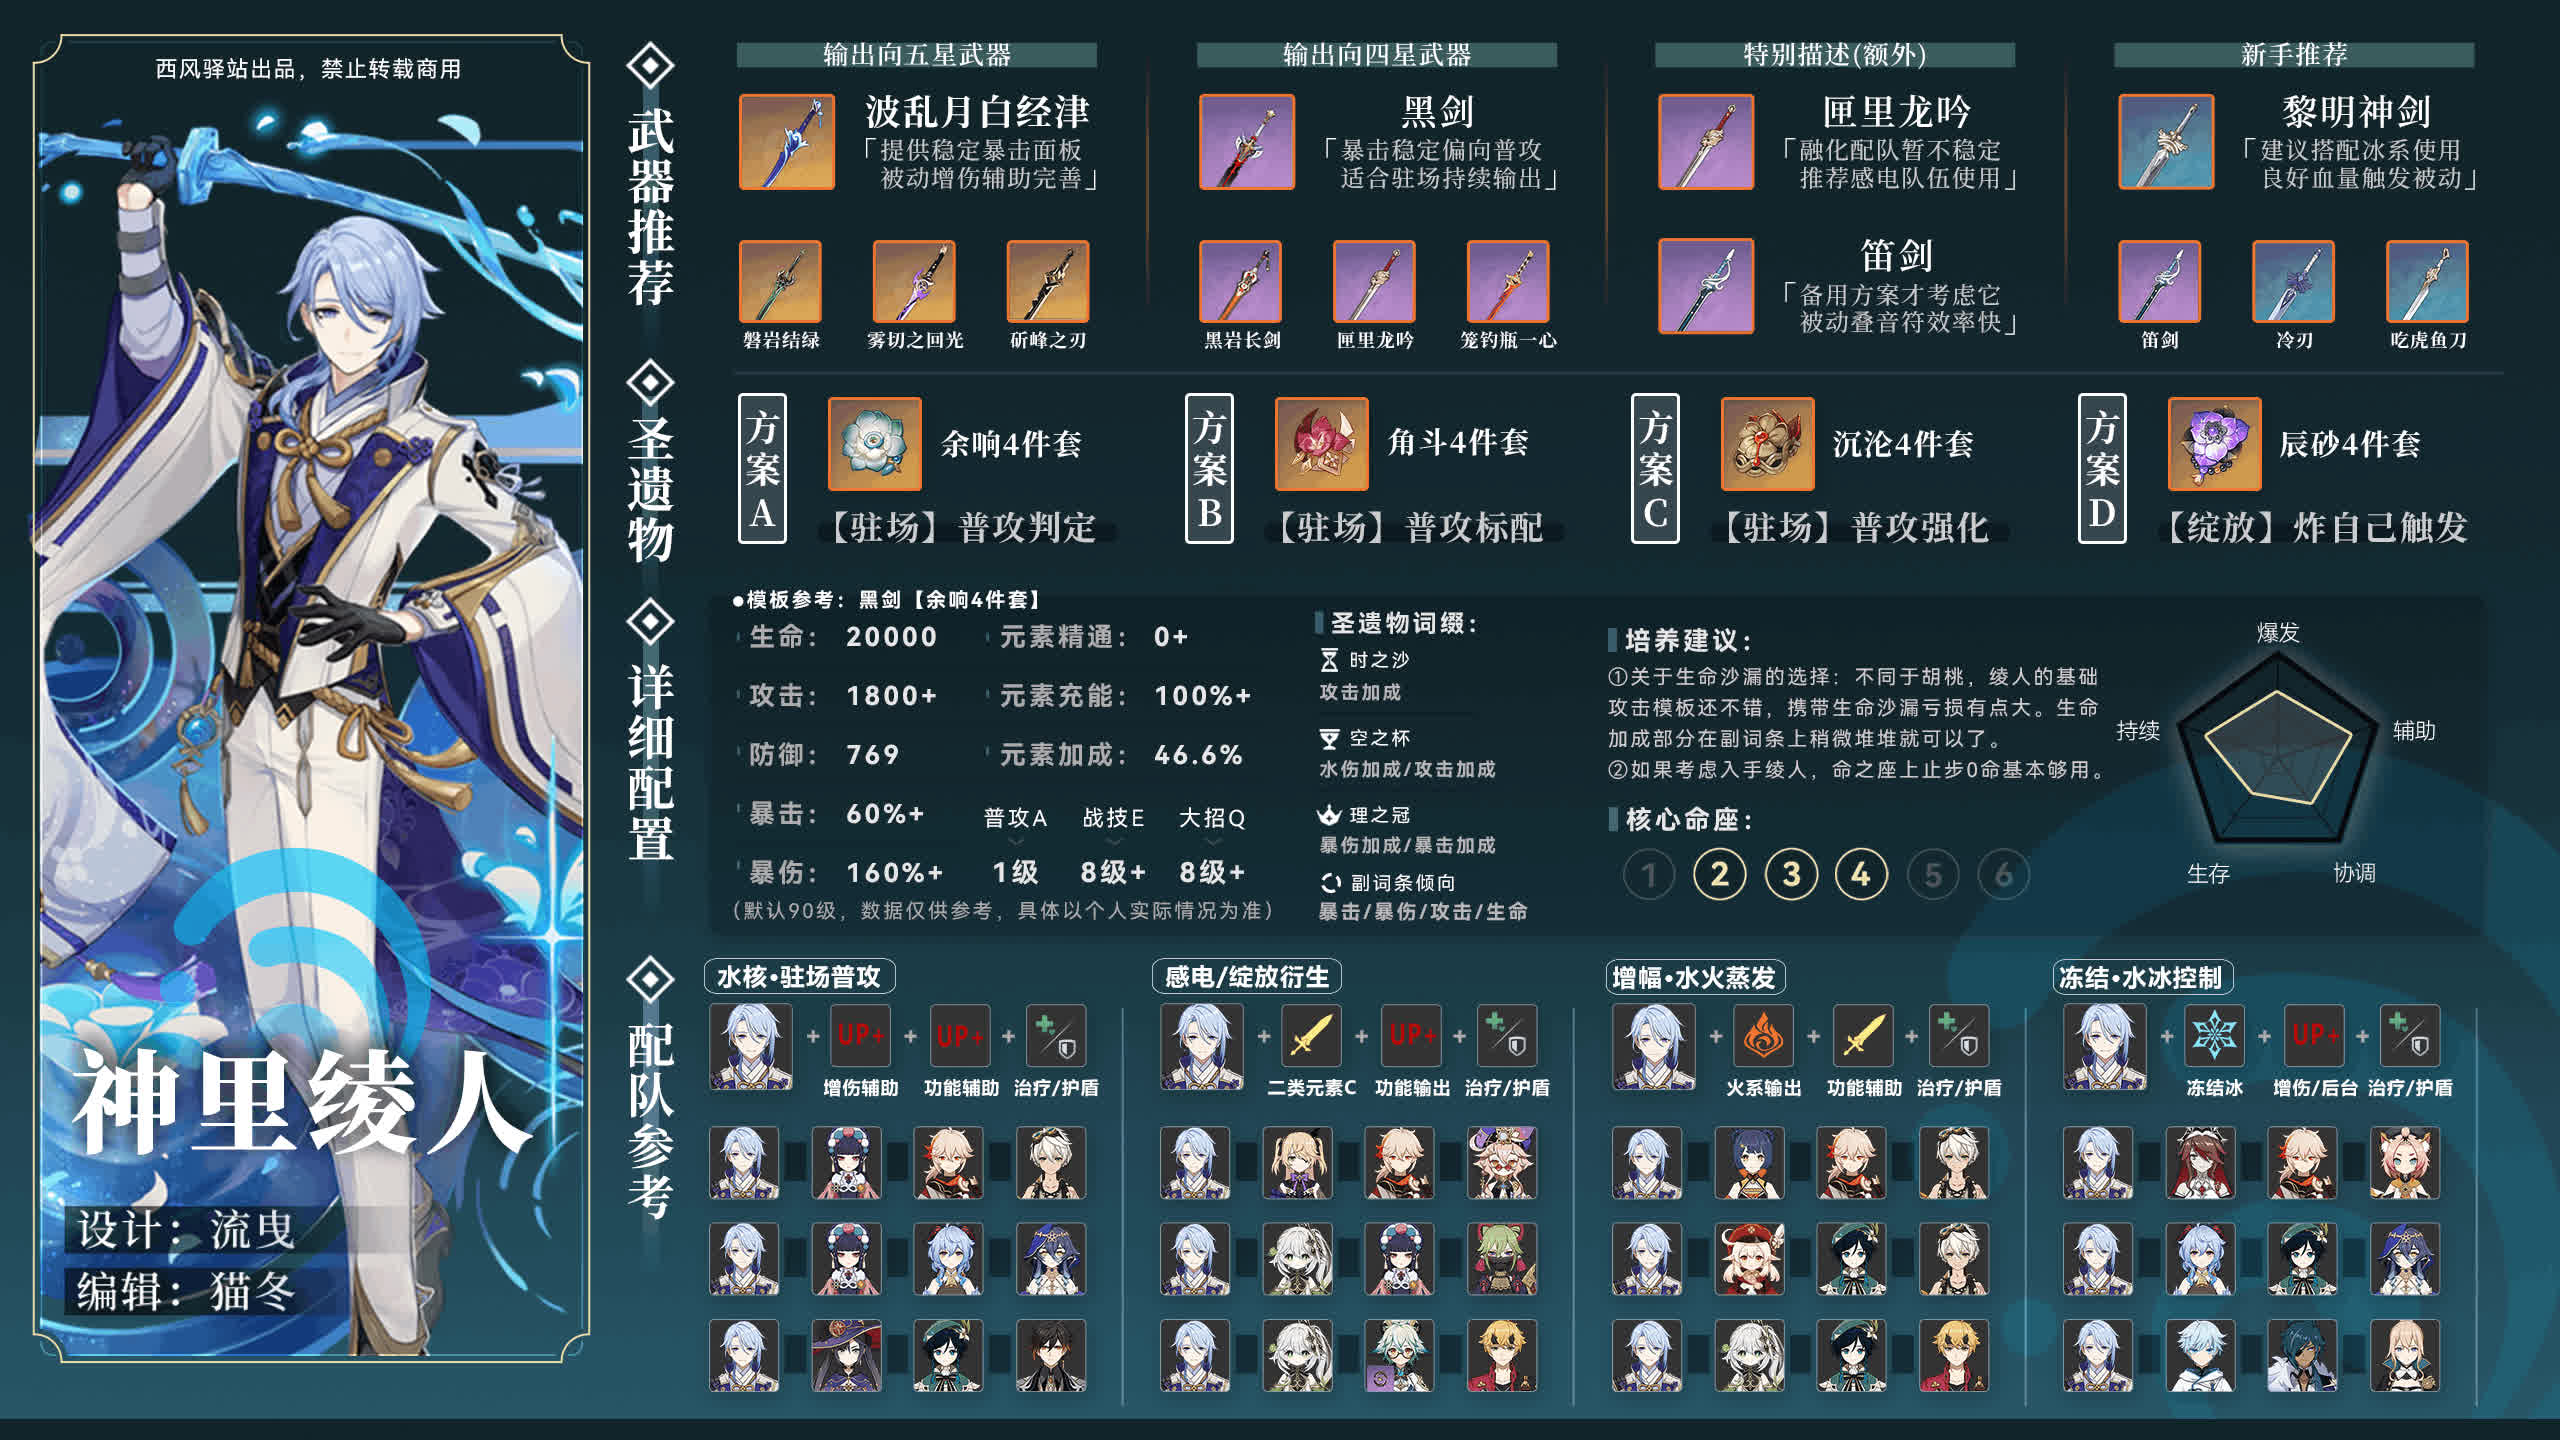 西风驿站出品，禁止转载商用
神里绫人
设计：流曳
编辑：猫冬
武器推荐
输出向五星武器
波乱月白经津
「提供稳定暴击面板
被动增伤辅助完善」
磐岩结绿
雾切之回光
斫峰之刃
输出向四星武器
黑剑
「暴击稳定偏向普攻
适合驻场持续输出」
黑岩长剑
匣里龙吟
笼钓瓶一心
特别描述(额外)
匣里龙吟
「融化配队暂不稳定
推荐感电队伍使用」
笛剑
「备用方案才考虑它
被动叠音符效率快」
新手推荐
黎明神剑
「建议搭配冰系使用
良好血量触发被动」
笛剑
冷刃
吃虎鱼刀
圣遗物
方案A
余响4件套
【驻场】普攻判定
方案B
角斗4件套
【驻场】普攻标配
方案C
沉沦4件套
【驻场】普攻强化
方案D
辰砂4件套
【绽放】炸自己触发
详细配置
●模板参考：黑剑【余响4件套】
生命：20000
元素精通：0+
攻击：1800+
元素充能：100%+
防御：769
元素加成：46.6%
暴击：60%+
普攻A 战技E 大招Q
暴伤：160%+
1级 8级+ 8级+
(默认90级，数据仅供参考，具体以个人实际情况为准)
圣遗物词缀：
时之沙
攻击加成
空之杯
水伤加成/攻击加成
理之冠
暴伤加成/暴击加成
副词条倾向
暴击/暴伤/攻击/生命
培养建议：
①关于生命沙漏的选择：不同于胡桃，绫人的基础
攻击模板还不错，携带生命沙漏亏损有点大。生命
加成部分在副词条上稍微堆堆就可以了。
②如果考虑入手绫人，命之座上止步0命基本够用。
核心命座：
1 2 3 4 5 6
爆发
持续
辅助
生存
协调
配队参考
水核•驻场普攻
UP+ + UP+ +
增伤辅助 功能辅助 治疗/护盾
感电/绽放衍生
+ + UP+ +
二类元素C 功能输出 治疗/护盾
增幅•水火蒸发
+ + +
火系输出 功能辅助 治疗/护盾
冻结•水冰控制
+ + UP+ +
冻结冰 增伤/后台 治疗/护盾